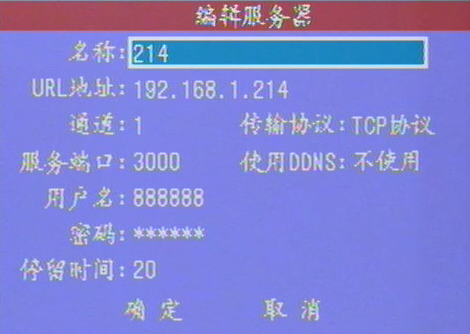 编辑服务器
名称:214
URL地址:192.168.1.214
通道:1 传输协议:TCP协议
服务端口:3000 使用DDNS:不使用
用户名:888888
密码:******
停留时间:20
确定 取消